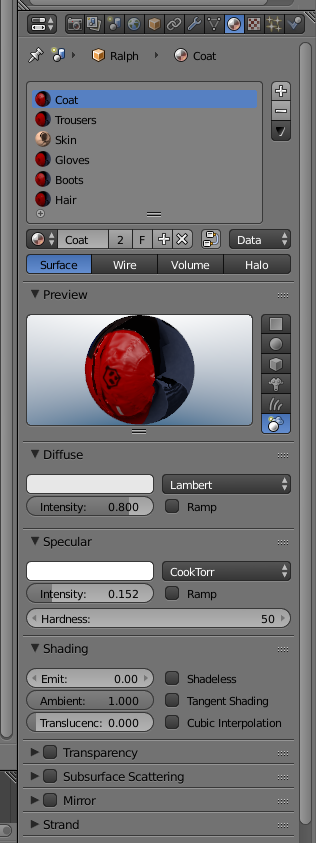 Ralph Coat
Coat
Trousers
Skin
Gloves
Boots
Hair
Coat 2 F Data
Surface Wire Volume Halo
Preview
Diffuse
Lambert
Intensity: 0.800 Ramp
Specular
CookTorr
Intensity: 0.152 Ramp
Hardness: 50
Shading
Emit: 0.00 Shadeless
Ambient: 1.000 Tangent Shading
Translucenc: 0.000 Cubic Interpolation
Transparency
Subsurface Scattering
Mirror
Strand